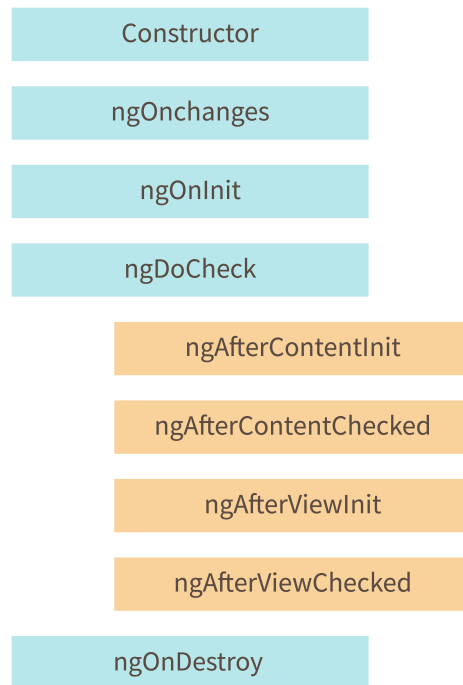 Constructor
ngOnchanges
ngOnInit
ngDoCheck
ngAfterContentInit
ngAfterContentChecked
ngAfterViewInit
ngAfterViewChecked
ngOnDestroy